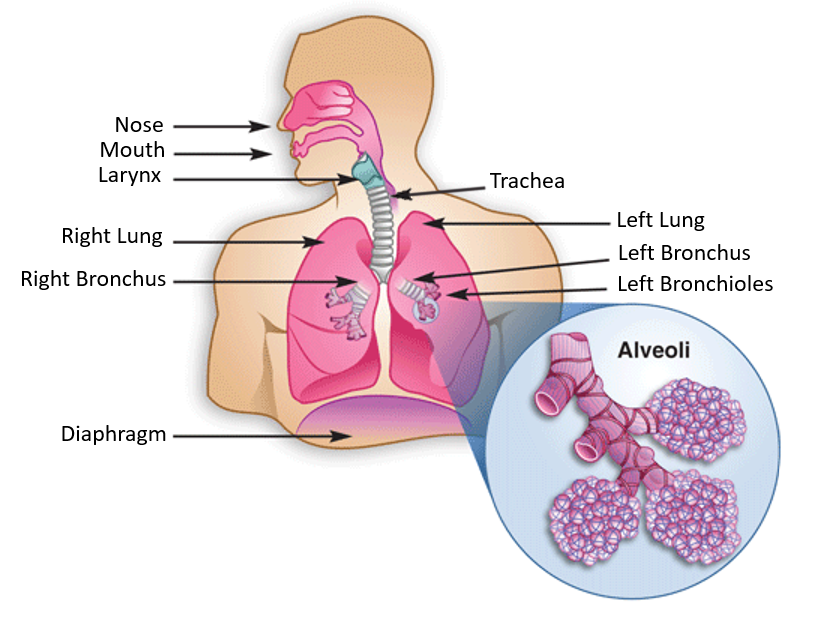 Nose
Mouth
Larynx
Trachea
Right Lung
Left Lung
Left Bronchus
Right Bronchus
Left Bronchioles
Alveoli
Diaphragm